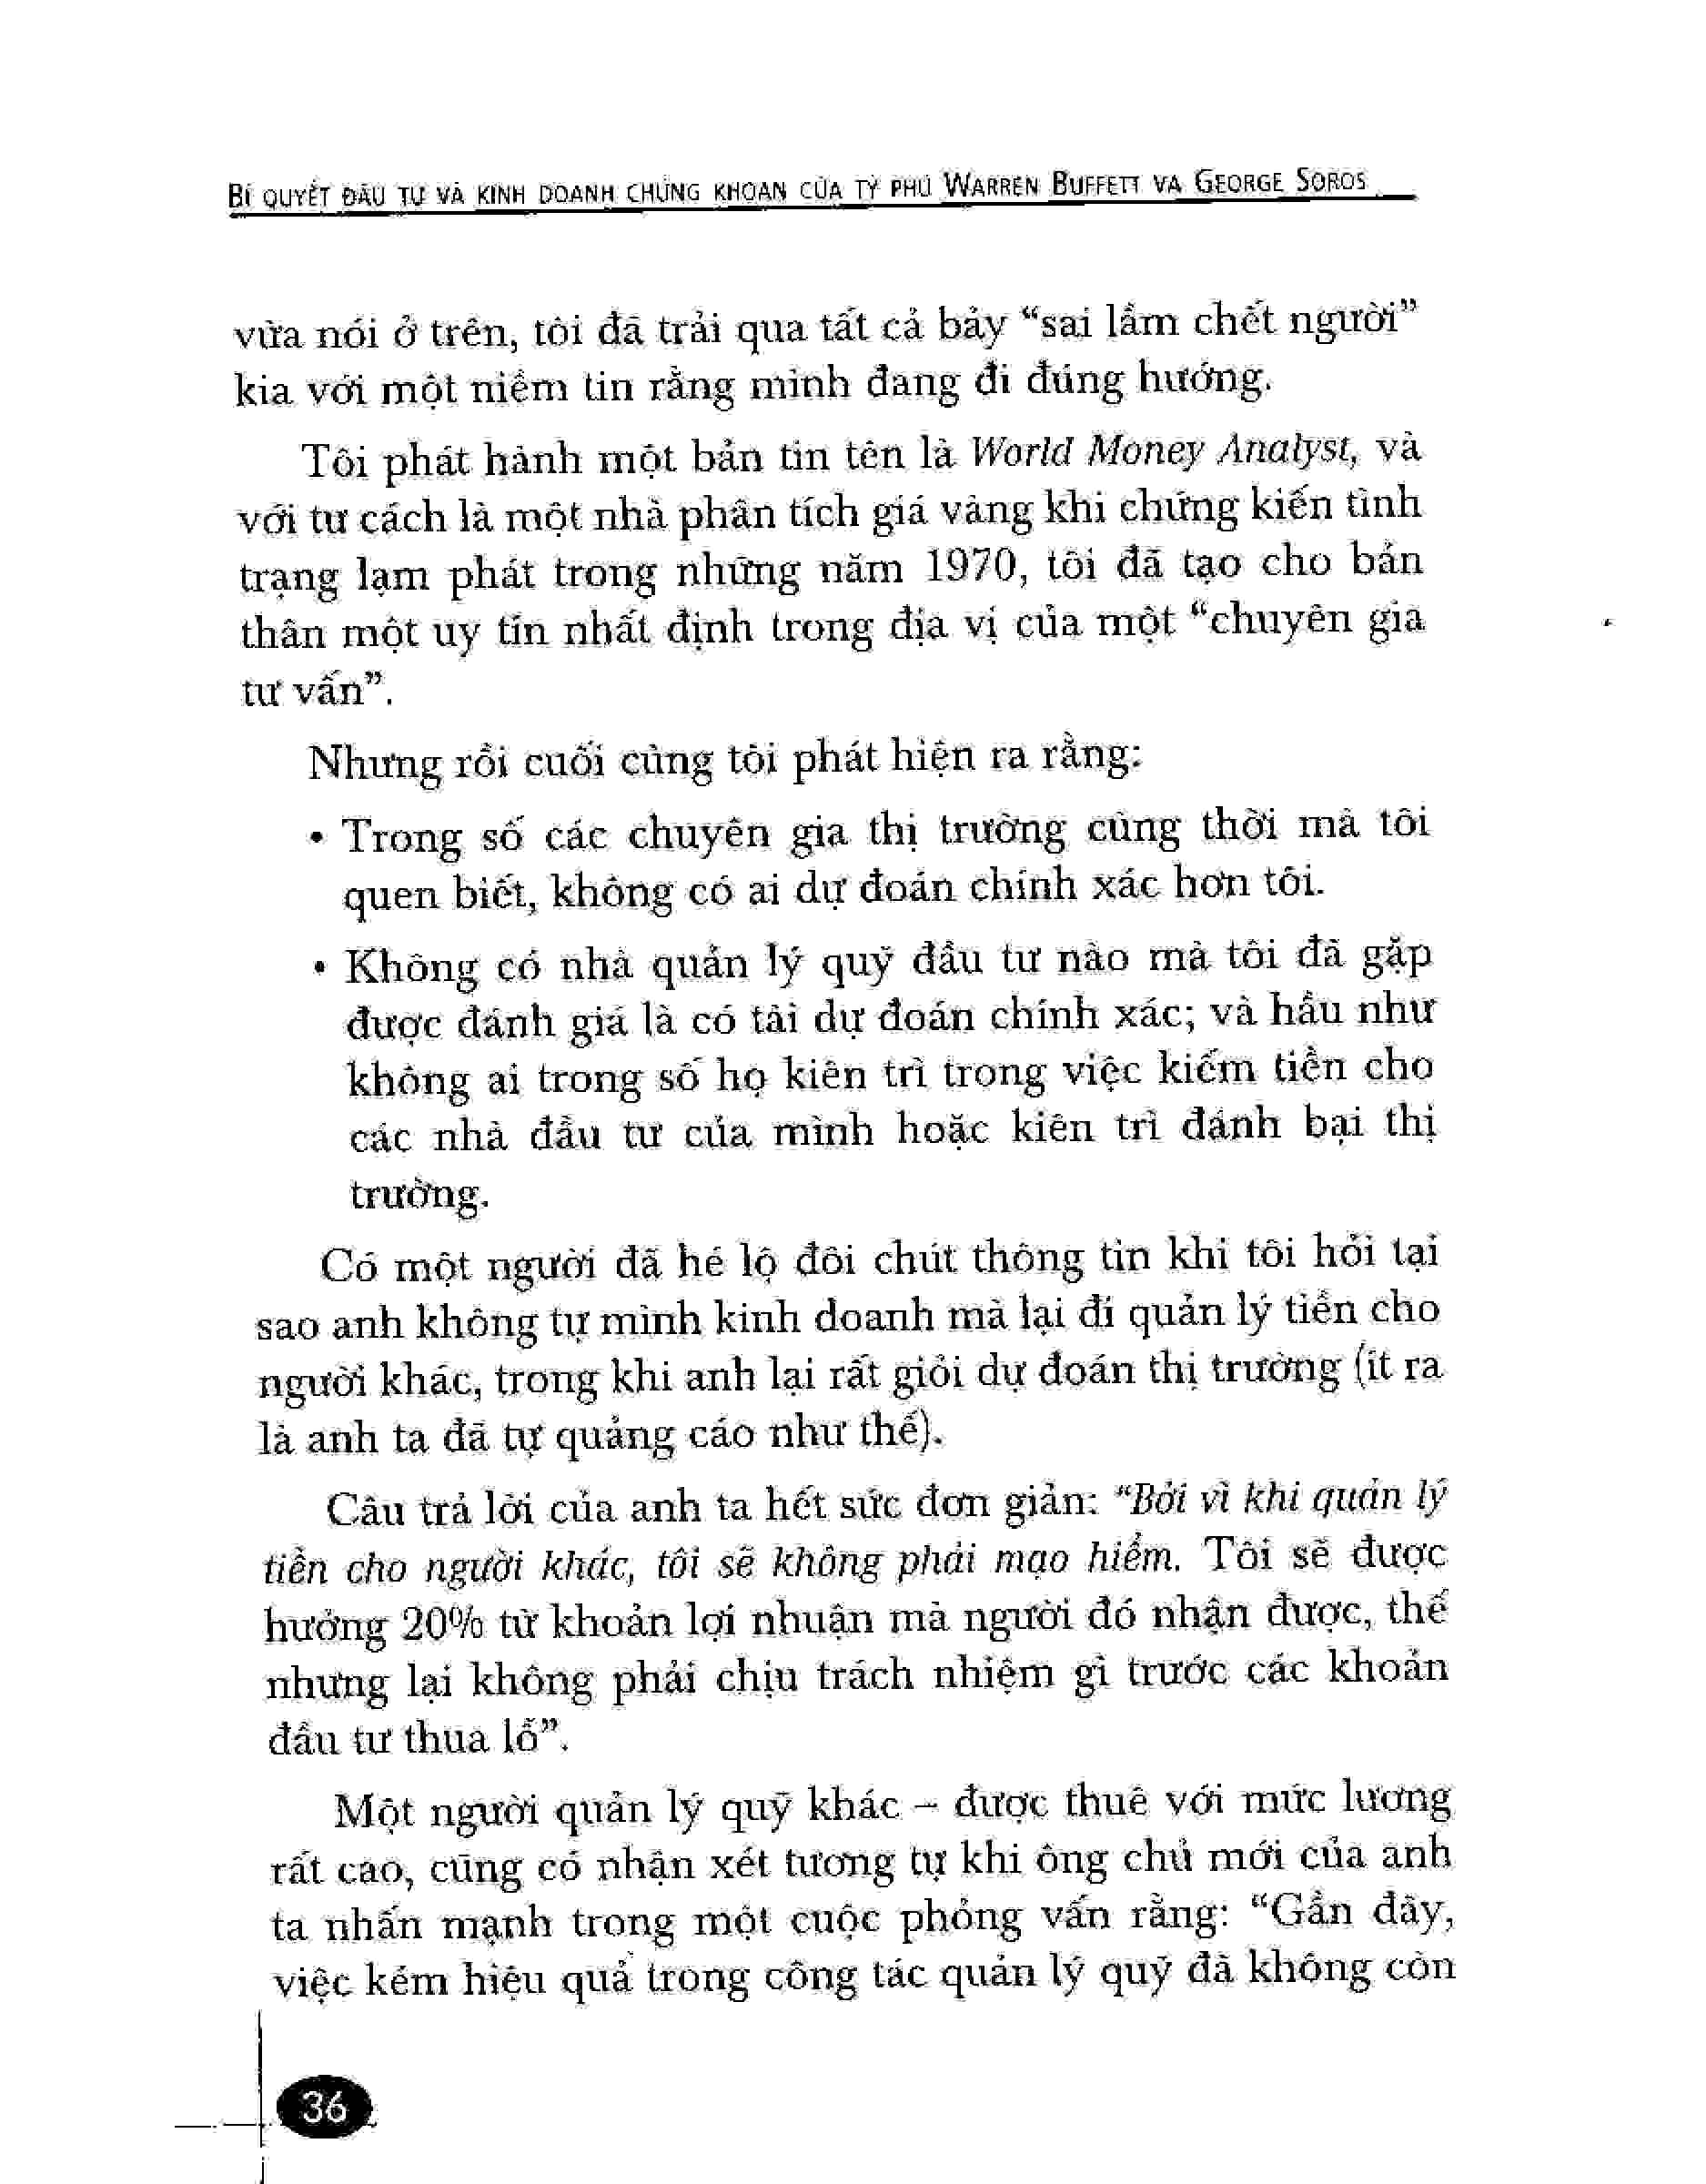 BÍ QUYẾT ĐẦU TƯ VÀ KINH DOANH CHỨNG KHOÁN CỦA TỶ PHÚ WARREN BUFFETT VÀ GEORGE SOROS
vừa nói ở trên, tôi đã trải qua tất cả bảy “sai lầm chết người”
kia với một niềm tin rằng mình đang đi đúng hướng.
Tôi phát hành một bản tin tên là World Money Analyst, và
với tư cách là một nhà phân tích giá vàng khi chứng kiến tình
trạng lạm phát trong những năm 1970, tôi đã tạo cho bản
thân một uy tín nhất định trong địa vị của một “chuyên gia
tư vấn”.
Nhưng rồi cuối cùng tôi phát hiện ra rằng:
• Trong số các chuyên gia thị trường cùng thời mà tôi
quen biết, không có ai dự đoán chính xác hơn tôi.
• Không có nhà quản lý quỹ đầu tư nào mà tôi đã gặp
được đánh giá là có tài dự đoán chính xác; và hầu như
không ai trong số họ kiên trì trong việc kiếm tiền cho
các nhà đầu tư của mình hoặc kiên trì đánh bại thị
trường.
Có một người đã hé lộ đôi chút thông tin khi tôi hỏi tại
sao anh không tự mình kinh doanh mà lại đi quản lý tiền cho
người khác, trong khi anh lại rất giỏi dự đoán thị trường (ít ra
là anh ta đã tự quảng cáo như thế).
Câu trả lời của anh ta hết sức đơn giản: “Bởi vì khi quản lý
tiền cho người khác, tôi sẽ không phải mạo hiểm. Tôi sẽ được
hưởng 20% từ khoản lợi nhuận mà người đó nhận được, thế
nhưng lại không phải chịu trách nhiệm gì trước các khoản
đầu tư thua lỗ”.
Một người quản lý quỹ khác – được thuê với mức lương
rất cao, cũng có nhận xét tương tự khi ông chủ mới của anh
ta nhấn mạnh trong một cuộc phỏng vấn rằng: “Gần đây,
việc kém hiệu quả trong công tác quản lý quỹ đã không còn
36